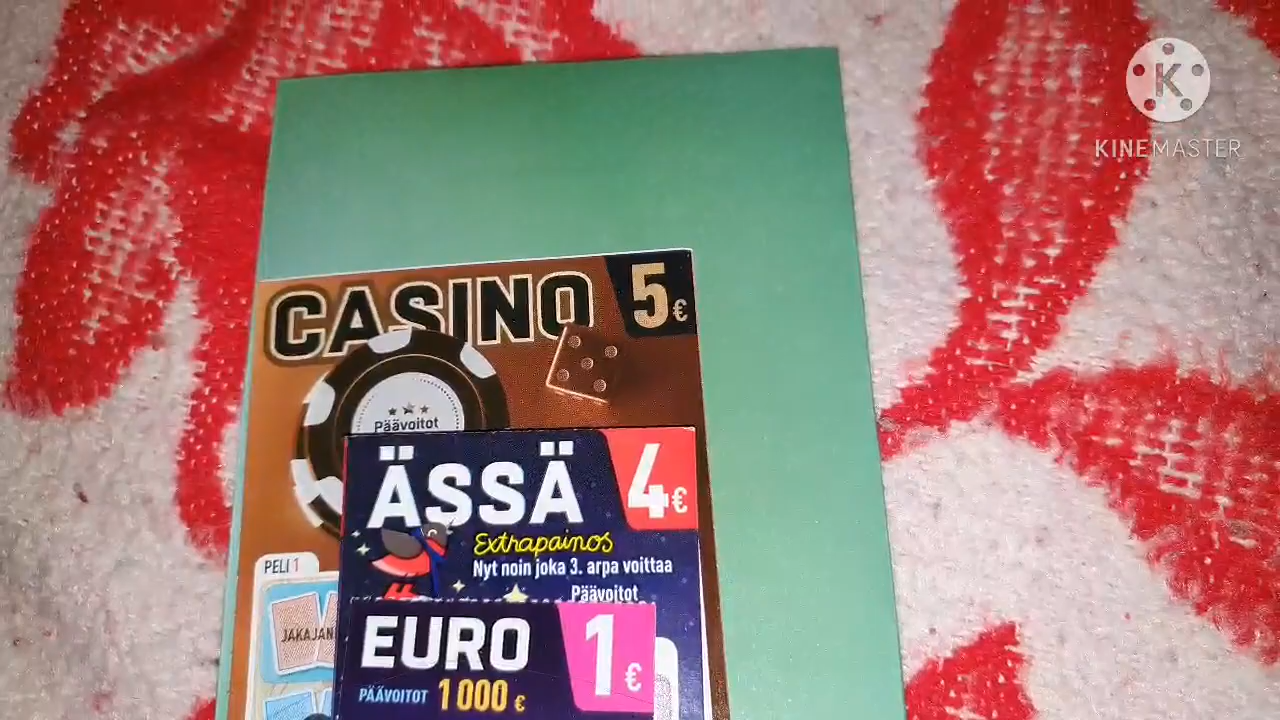 K
KINEMASTER
CASINO
5€
Päävoitot
ÄSSÄ
4€
Extrapainos
Nyt noin joka 3. arpa voittaa
Päävoitot
PELI 1
JAKAJAN
EURO
1€
PÄÄVOITOT 1 000 €